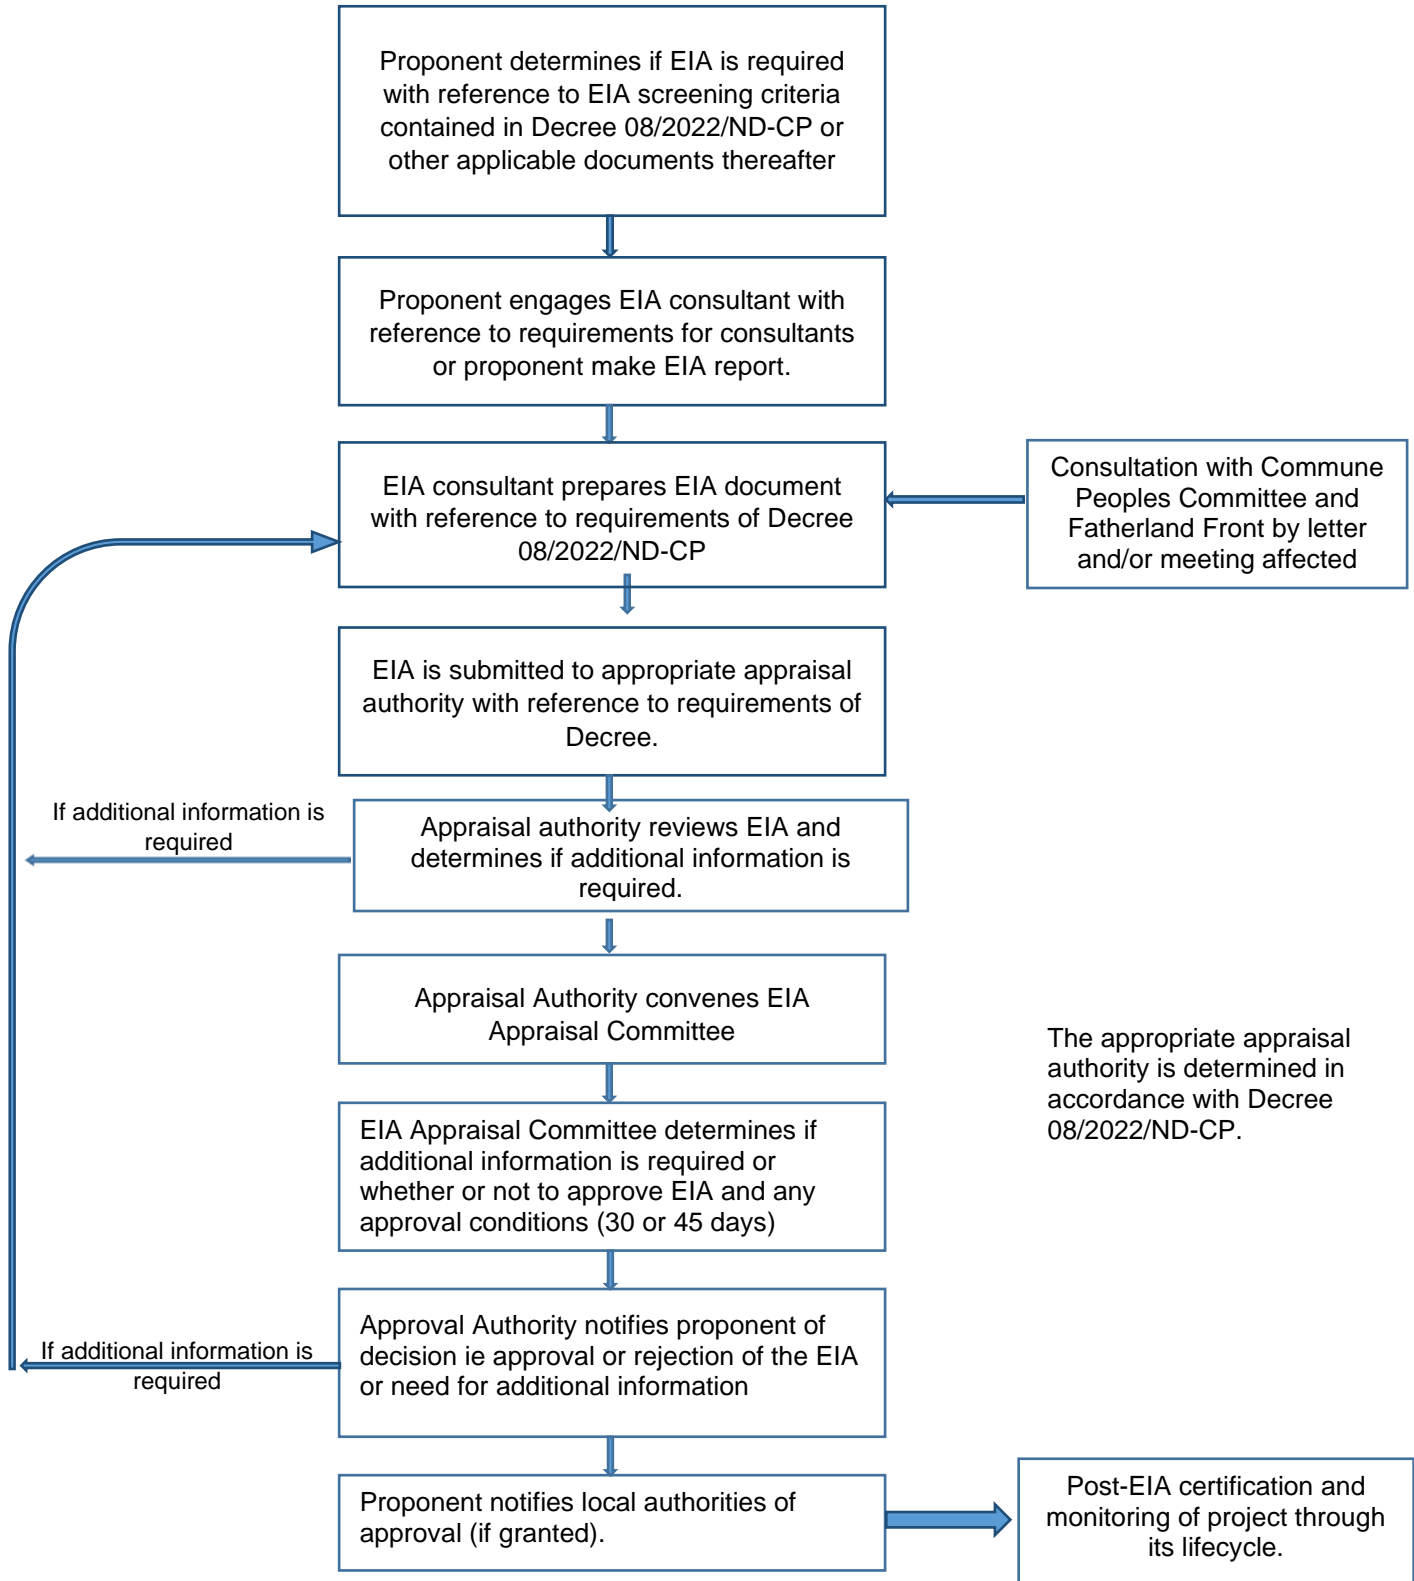 Proponent determines if EIA is required
with reference to EIA screening criteria
contained in Decree 08/2022/ND-CP or
other applicable documents thereafter
Proponent engages EIA consultant with
reference to requirements for consultants
or proponent make EIA report.
EIA consultant prepares EIA document
with reference to requirements of Decree
08/2022/ND-CP
Consultation with Commune
Peoples Committee and
Fatherland Front by letter
and/or meeting affected
EIA is submitted to appropriate appraisal
authority with reference to requirements of
Decree.
If additional information is
required
Appraisal authority reviews EIA and
determines if additional information is
required.
Appraisal Authority convenes EIA
Appraisal Committee
The appropriate appraisal
authority is determined in
accordance with Decree
08/2022/ND-CP.
EIA Appraisal Committee determines if
additional information is required or
whether or not to approve EIA and any
approval conditions (30 or 45 days)
Approval Authority notifies proponent of
decision ie approval or rejection of the EIA
or need for additional information
If additional information is
required
Proponent notifies local authorities of
approval (if granted).
Post-EIA certification and
monitoring of project through
its lifecycle.